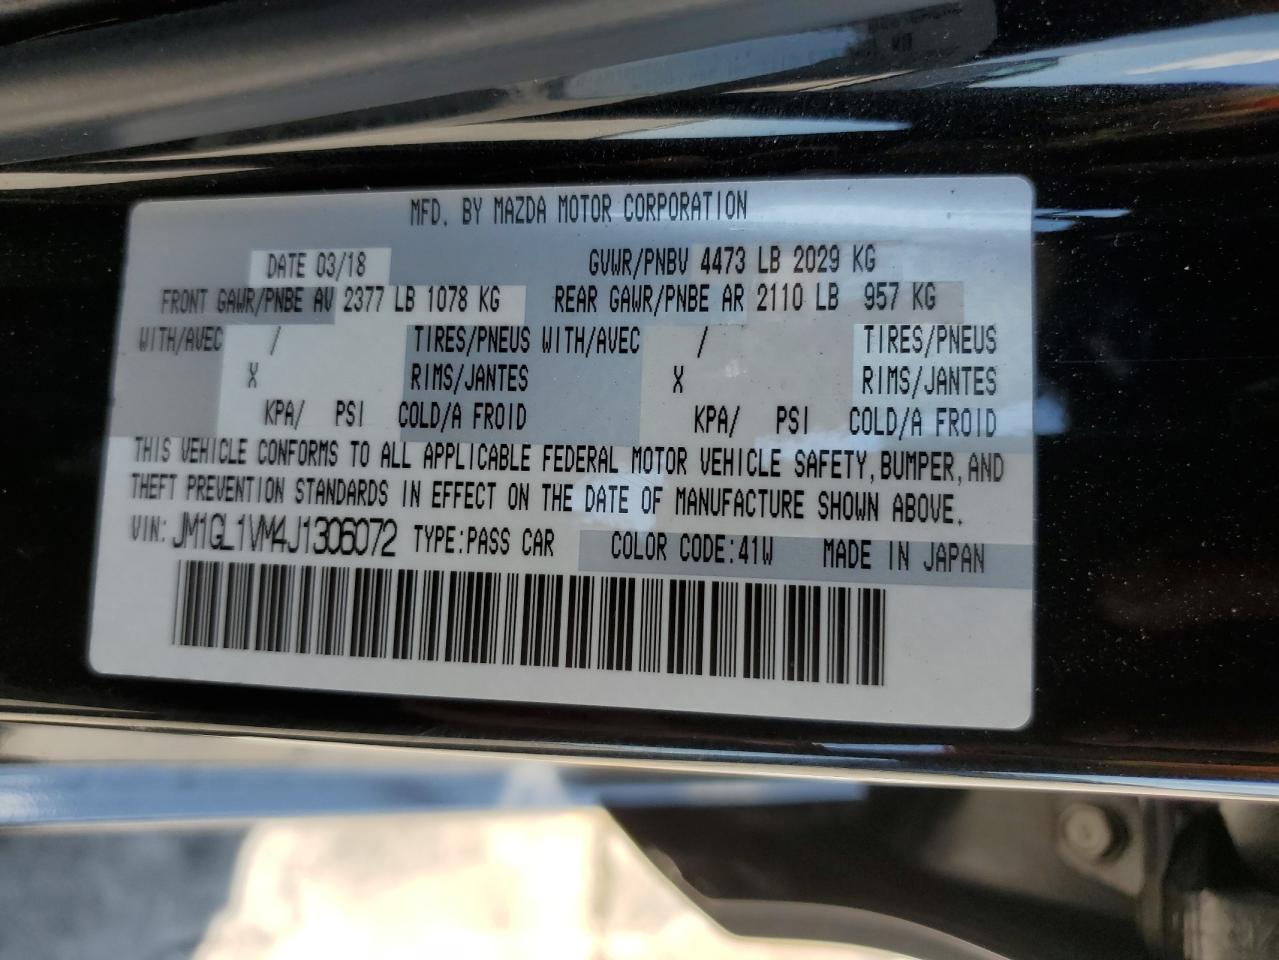 MFD. BY MAZDA MOTOR CORPORATION
DATE 03/18 GVWR/PNBV 4473 LB 2029 KG
FRONT GAWR/PNBE AV 2377 LB 1078 KG REAR GAWR/PNBE AR 2110 LB 957 KG
WITH/AVEC / TIRES/PNEUS WITH/AVEC / TIRES/PNEUS
X RIMS/JANTES X RIMS/JANTES
KPA/ PSI COLD/A FROID KPA/ PSI COLD/A FROID
THIS VEHICLE CONFORMS TO ALL APPLICABLE FEDERAL MOTOR VEHICLE SAFETY, BUMPER, AND
THEFT PREVENTION STANDARDS IN EFFECT ON THE DATE OF MANUFACTURE SHOWN ABOVE.
VIN: JM1GL1VM4J1306072 TYPE:PASS CAR COLOR CODE:41W MADE IN JAPAN